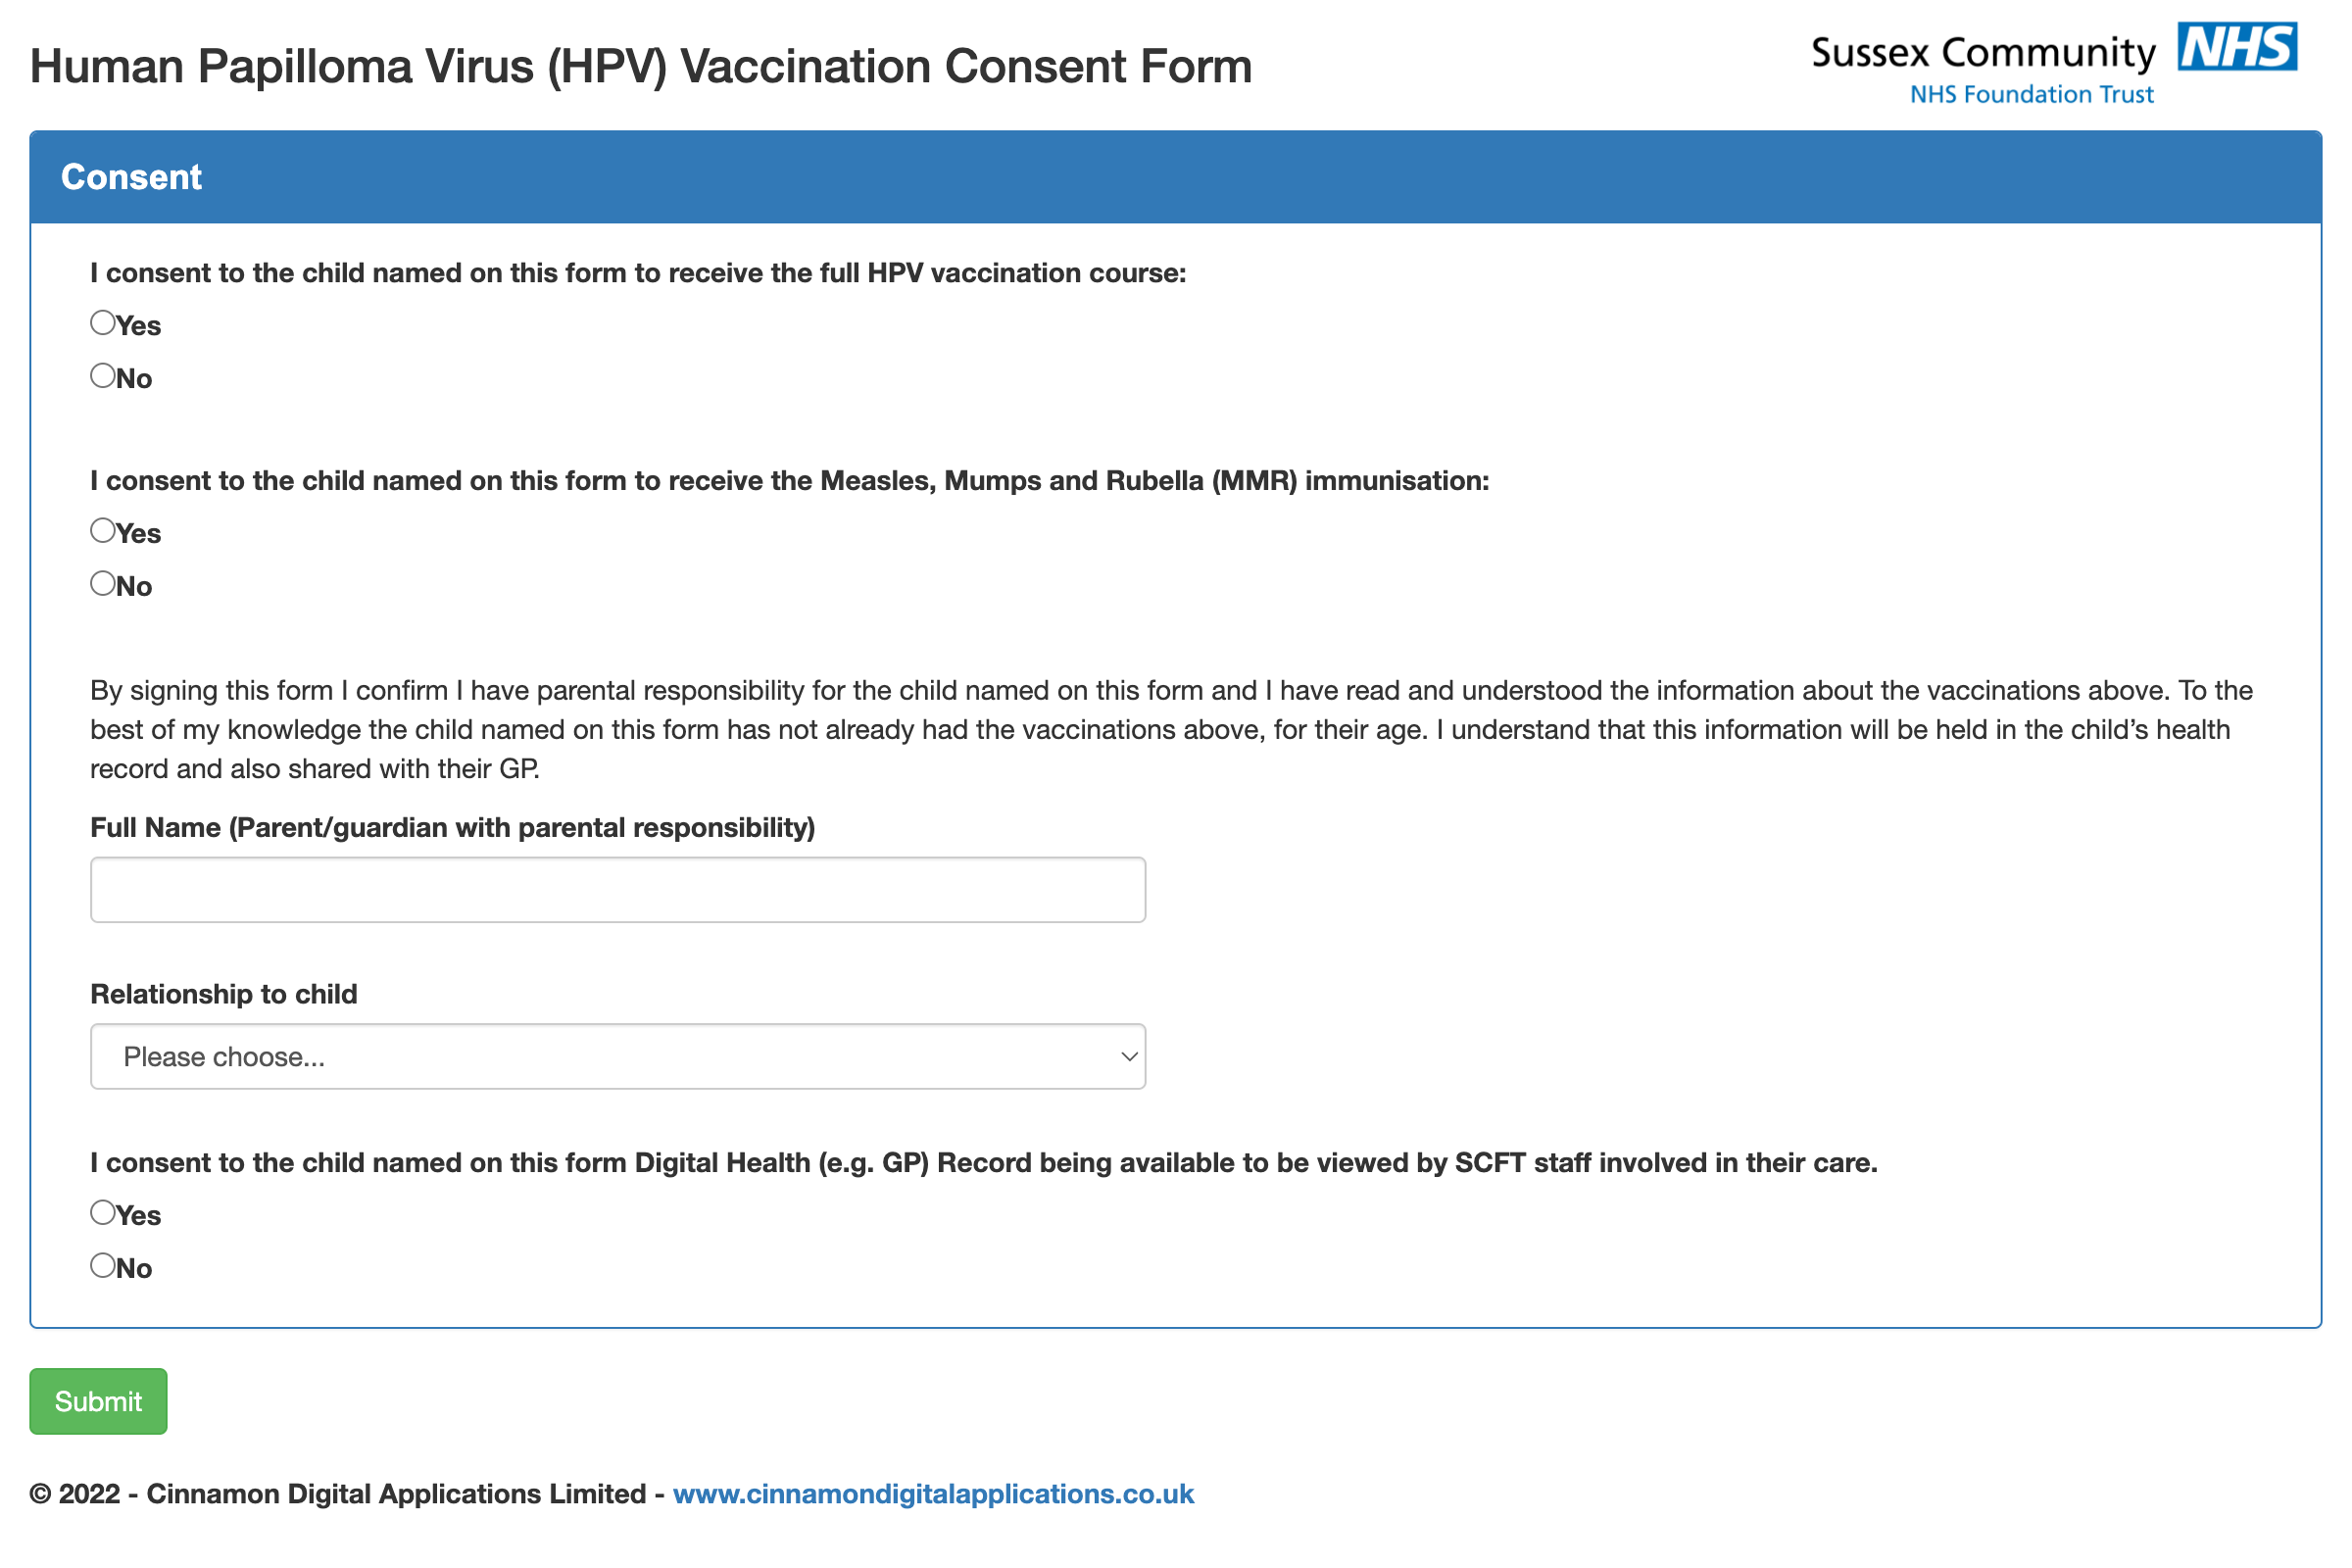 Human Papilloma Virus (HPV) Vaccination Consent Form
Sussex Community NHS
NHS Foundation Trust
Consent
I consent to the child named on this form to receive the full HPV vaccination course:
Yes
No
I consent to the child named on this form to receive the Measles, Mumps and Rubella (MMR) immunisation:
Yes
No
By signing this form I confirm I have parental responsibility for the child named on this form and I have read and understood the information about the vaccinations above. To the
best of my knowledge the child named on this form has not already had the vaccinations above, for their age. I understand that this information will be held in the child’s health
record and also shared with their GP.
Full Name (Parent/guardian with parental responsibility)
Relationship to child
Please choose...
I consent to the child named on this form Digital Health (e.g. GP) Record being available to be viewed by SCFT staff involved in their care.
Yes
No
Submit
© 2022 - Cinnamon Digital Applications Limited - www.cinnamondigitalapplications.co.uk